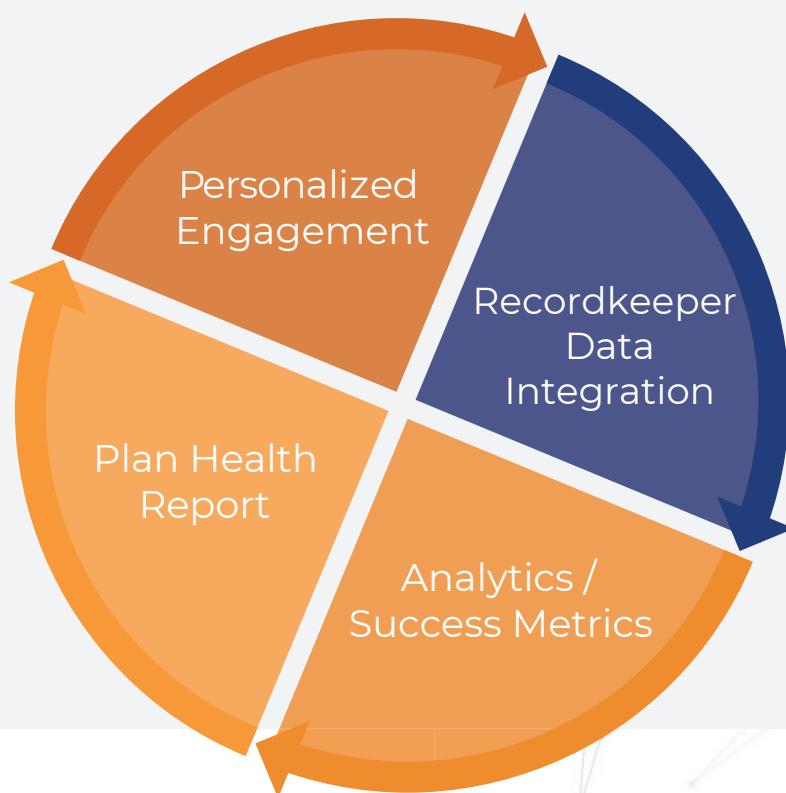 Personalized
Engagement
Recordkeeper
Data
Integration
Plan Health
Report
Analytics /
Success Metrics